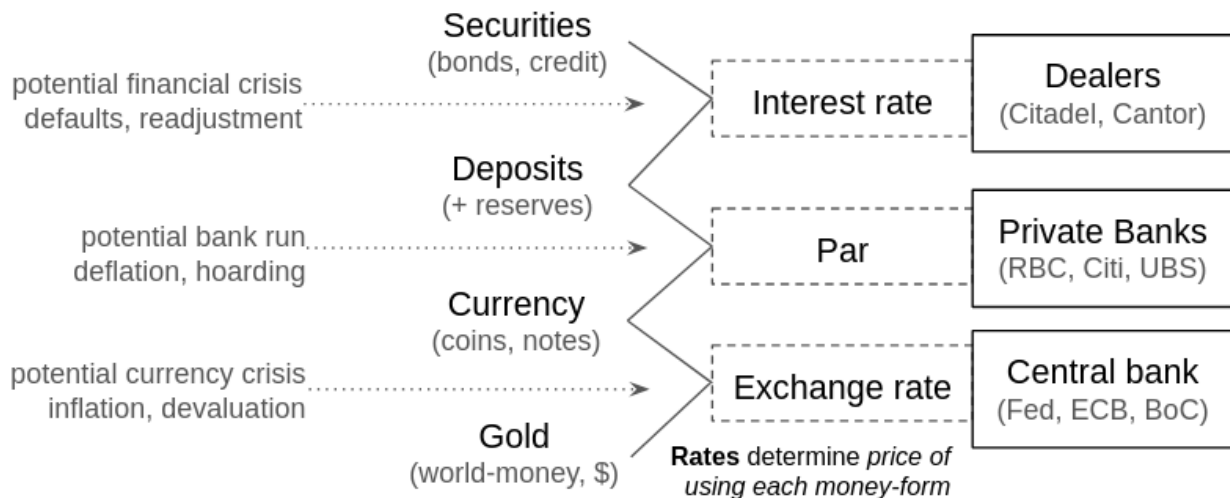 Securities
(bonds, credit)
potential financial crisis
defaults, readjustment
Interest rate
Dealers
(Citadel, Cantor)
Deposits
(+ reserves)
potential bank run
deflation, hoarding
Par
Private Banks
(RBC, Citi, UBS)
Currency
(coins, notes)
potential currency crisis
inflation, devaluation
Exchange rate
Central bank
(Fed, ECB, BoC)
Gold
(world-money, $)
Rates determine price of
using each money-form